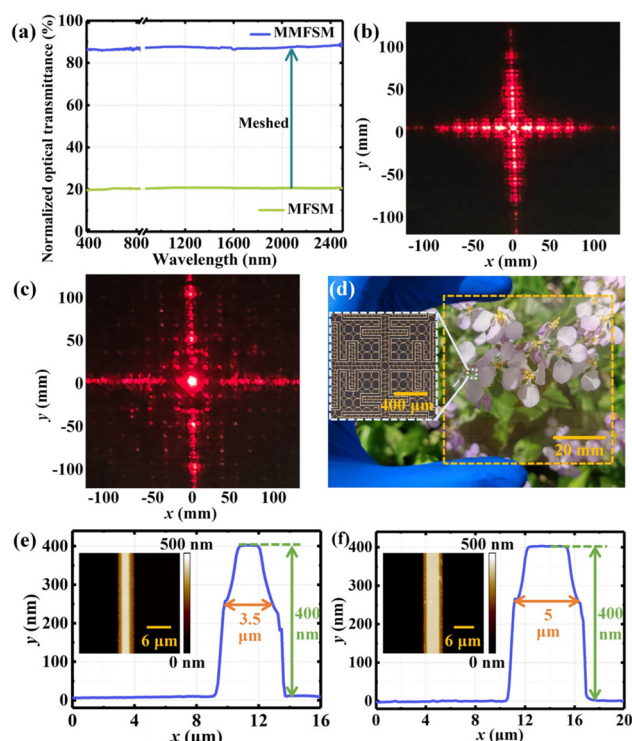 (a)
Normalized optical transmittance (%)
100
80
60
40
20
0
MMFSM
Meshed
MFSM
400
800
1200
1600
2000
2400
Wavelength (nm)
(b)
y (mm)
100
50
0
-50
-100
-100
-50
0
50
100
x (mm)
(c)
y (mm)
100
50
0
-50
-100
-100
-50
0
50
100
x (mm)
(d)
400 μm
20 mm
(e)
y (nm)
400
300
200
100
0
500 nm
6 μm
0 nm
3.5
μm
400
nm
0
4
8
12
16
x (μm)
(f)
y (nm)
400
300
200
100
0
500 nm
6 μm
0 nm
5
μm
400
nm
0
4
8
12
16
20
x (μm)